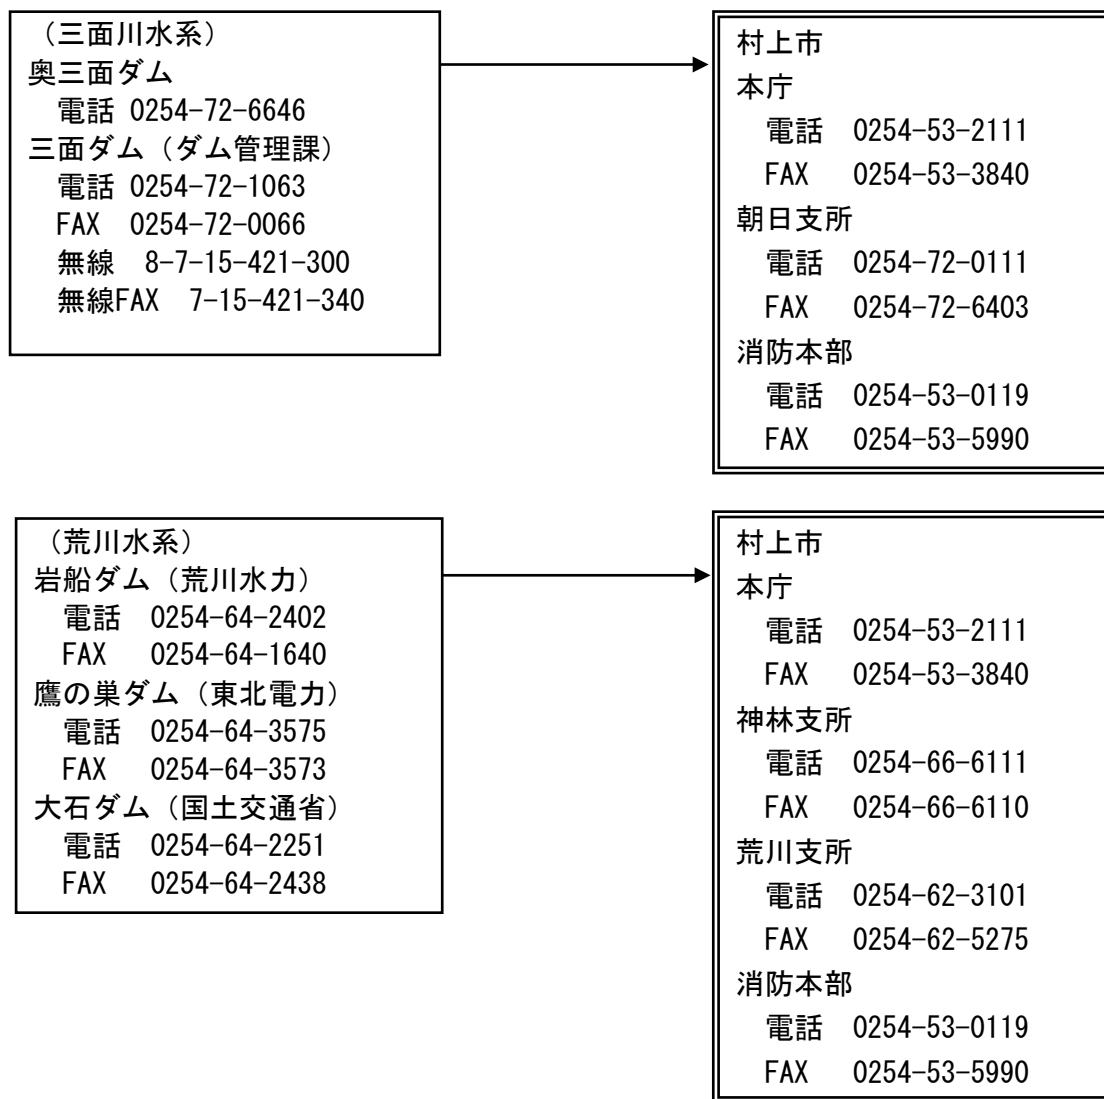 （三面川水系）
奥三面ダム
電話 0254-72-6646
三面ダム（ダム管理課）
電話 0254-72-1063
FAX 0254-72-0066
無線 8-7-15-421-300
無線FAX 7-15-421-340
村上市
本庁
電話 0254-53-2111
FAX 0254-53-3840
朝日支所
電話 0254-72-0111
FAX 0254-72-6403
消防本部
電話 0254-53-0119
FAX 0254-53-5990
（荒川水系）
岩船ダム（荒川水力）
電話 0254-64-2402
FAX 0254-64-1640
鷹の巣ダム（東北電力）
電話 0254-64-3575
FAX 0254-64-3573
大石ダム（国土交通省）
電話 0254-64-2251
FAX 0254-64-2438
村上市
本庁
電話 0254-53-2111
FAX 0254-53-3840
神林支所
電話 0254-66-6111
FAX 0254-66-6110
荒川支所
電話 0254-62-3101
FAX 0254-62-5275
消防本部
電話 0254-53-0119
FAX 0254-53-5990